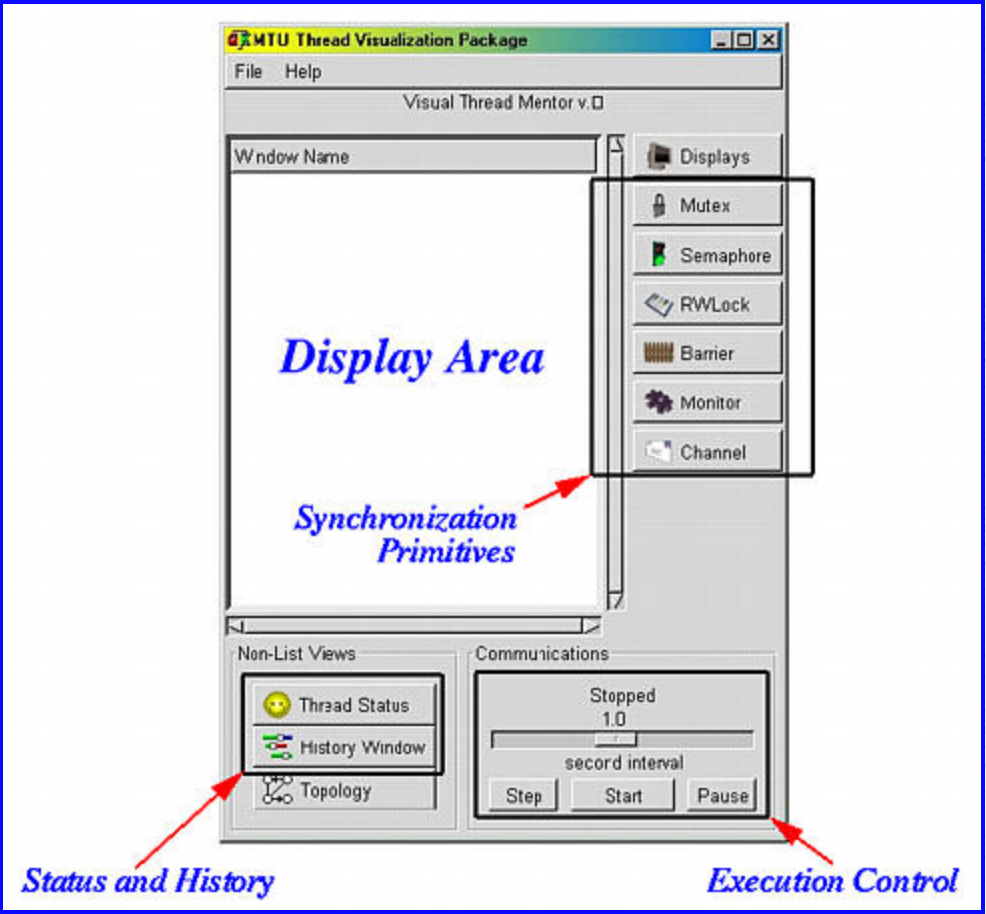 MTU Thread Visualization Package
File Help
Visual Thread Mentor v.
Window Name
Displays
Mutex
Semaphore
RWLock
Barrier
Monitor
Channel
Display Area
Synchronization
Primitives
Non-List Views
Thread Status
History Window
Topology
Communications
Stopped
1.0
second interval
Step Start Pause
Status and History
Execution Control